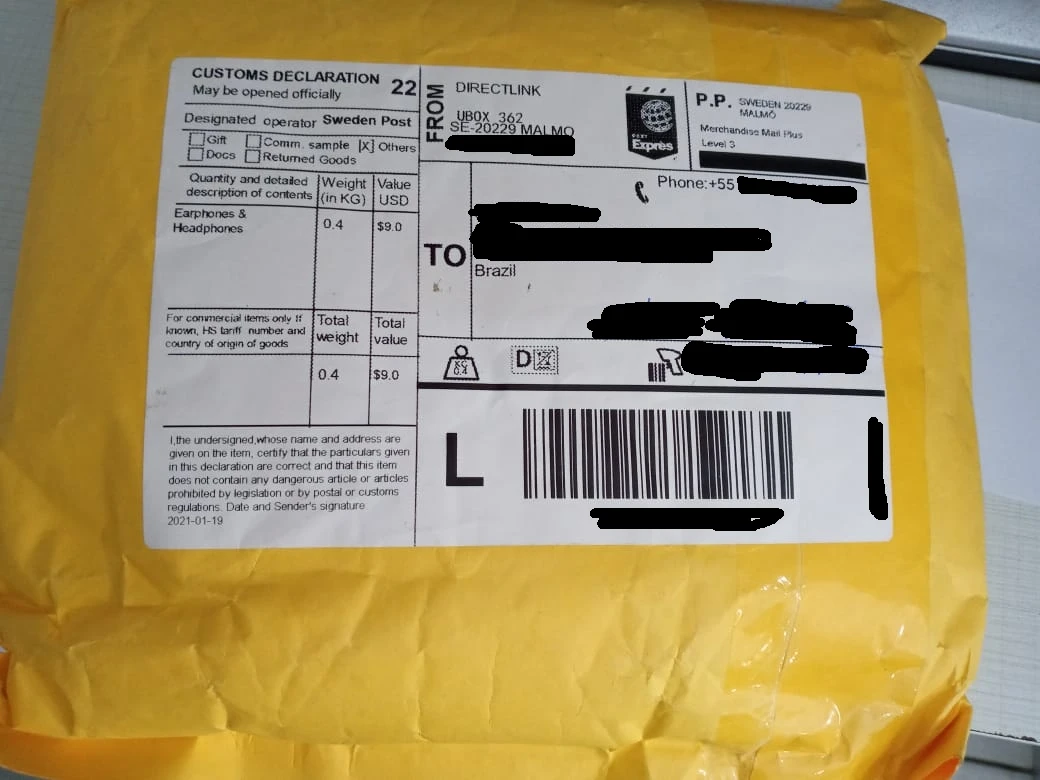 CUSTOMS DECLARATION 22
May be opened officially
Designated operator Sweden Post
Gift Comm. sample [X] Others
Docs Returned Goods
Quantity and detailed description of contents
Weight (in KG)
Value USD
Earphones & Headphones
0.4
$9.0
For commercial items only If known, HS tariff number and country of origin of goods
Total weight
Total value
0.4
$9.0
I,the undersigned,whose name and address are
given on the item, certify that the particulars given
in this declaration are correct and that this item
does not contain any dangerous article or articles
prohibited by legislation or by postal or customs
regulations. Date and Sender's signature
2021-01-19
FROM
DIRECTLINK
UBOX 362
SE-20229 MALMO
Express
P.P. SWEDEN 20229
MALMÖ
Merchandise Mail Plus
Level 3
Phone:+55
TO
Brazil
KG
0.4
D
L